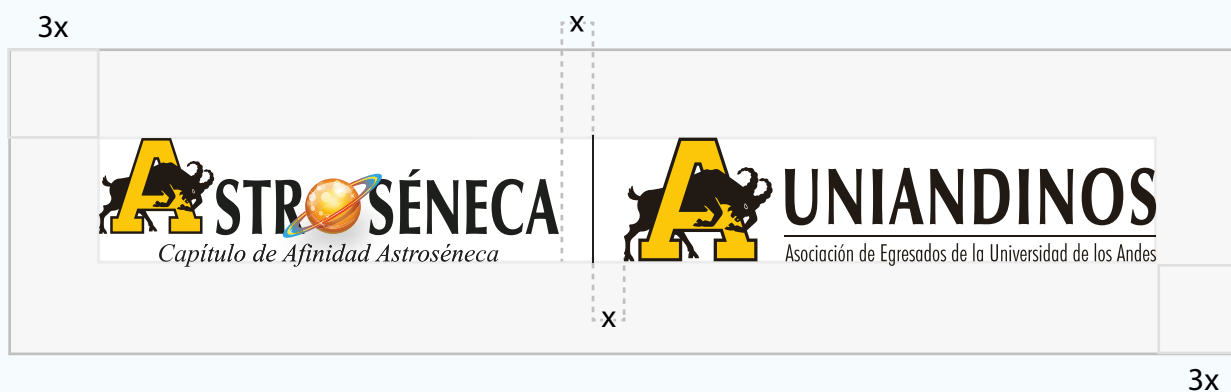 3x
x
ASTROSÉNECA
Capítulo de Afinidad Astroséneca
A UNIANDINOS
Asociación de Egresados de la Universidad de los Andes
x
3x